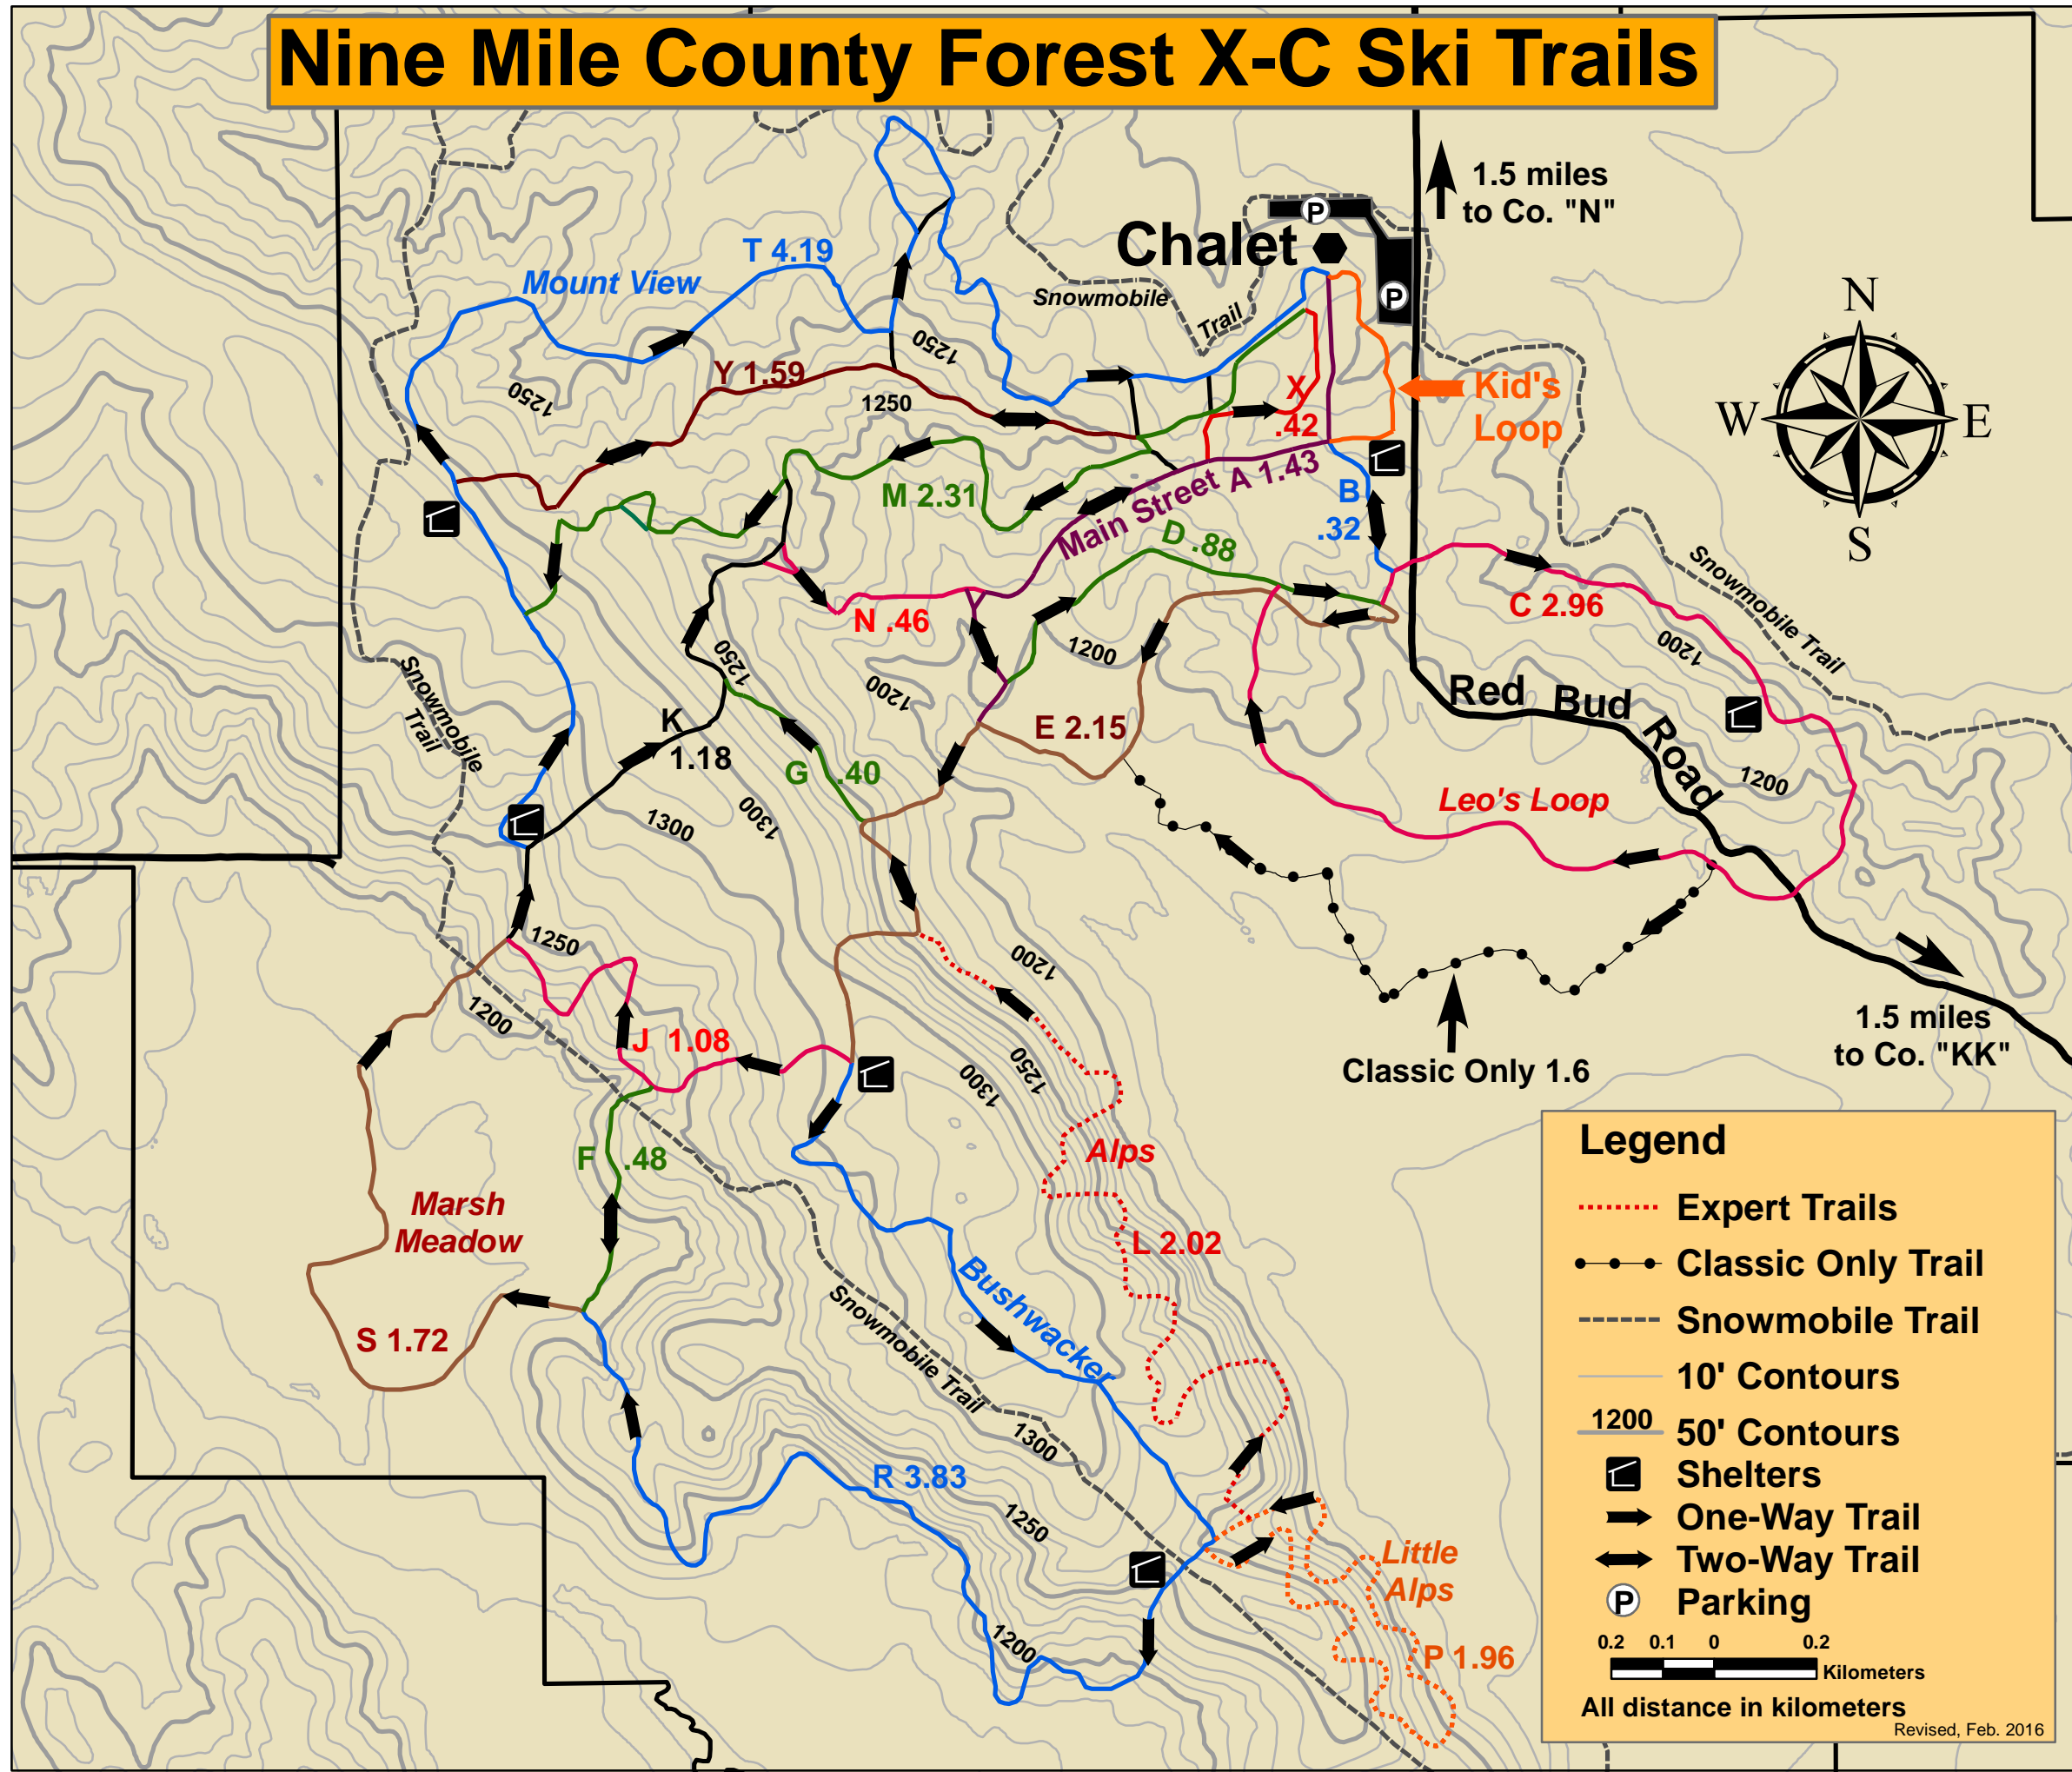 Nine Mile County Forest X-C Ski Trails
1.5 miles
to Co. "N"
P
Chalet
P
T 4.19
Mount View
Snowmobile
Trail
N
W
E
S
1250
Y 1.59
1250
1250
X
.42
Kid's
Loop
M 2.31
Main Street A 1.43
B
.32
D .88
Snowmobile Trail
C 2.96
N .46
1200
1200
1200
1250
Snowmobile
Trail
K
1.18
E 2.15
G .40
Red Bud Road
1200
Leo's Loop
1300
1300
1250
1200
1200
1.5 miles
to Co. "KK"
J 1.08
1250
1300
Classic Only 1.6
F .48
Alps
Marsh
Meadow
L 2.02
Bushwacker
Snowmobile Trail
S 1.72
1300
R 3.83
1250
Little
Alps
1200
P 1.96
Legend
Expert Trails
Classic Only Trail
Snowmobile Trail
10' Contours
1200
50' Contours
Shelters
One-Way Trail
Two-Way Trail
P
Parking
0.2 0.1 0 0.2
Kilometers
All distance in kilometers
Revised, Feb. 2016